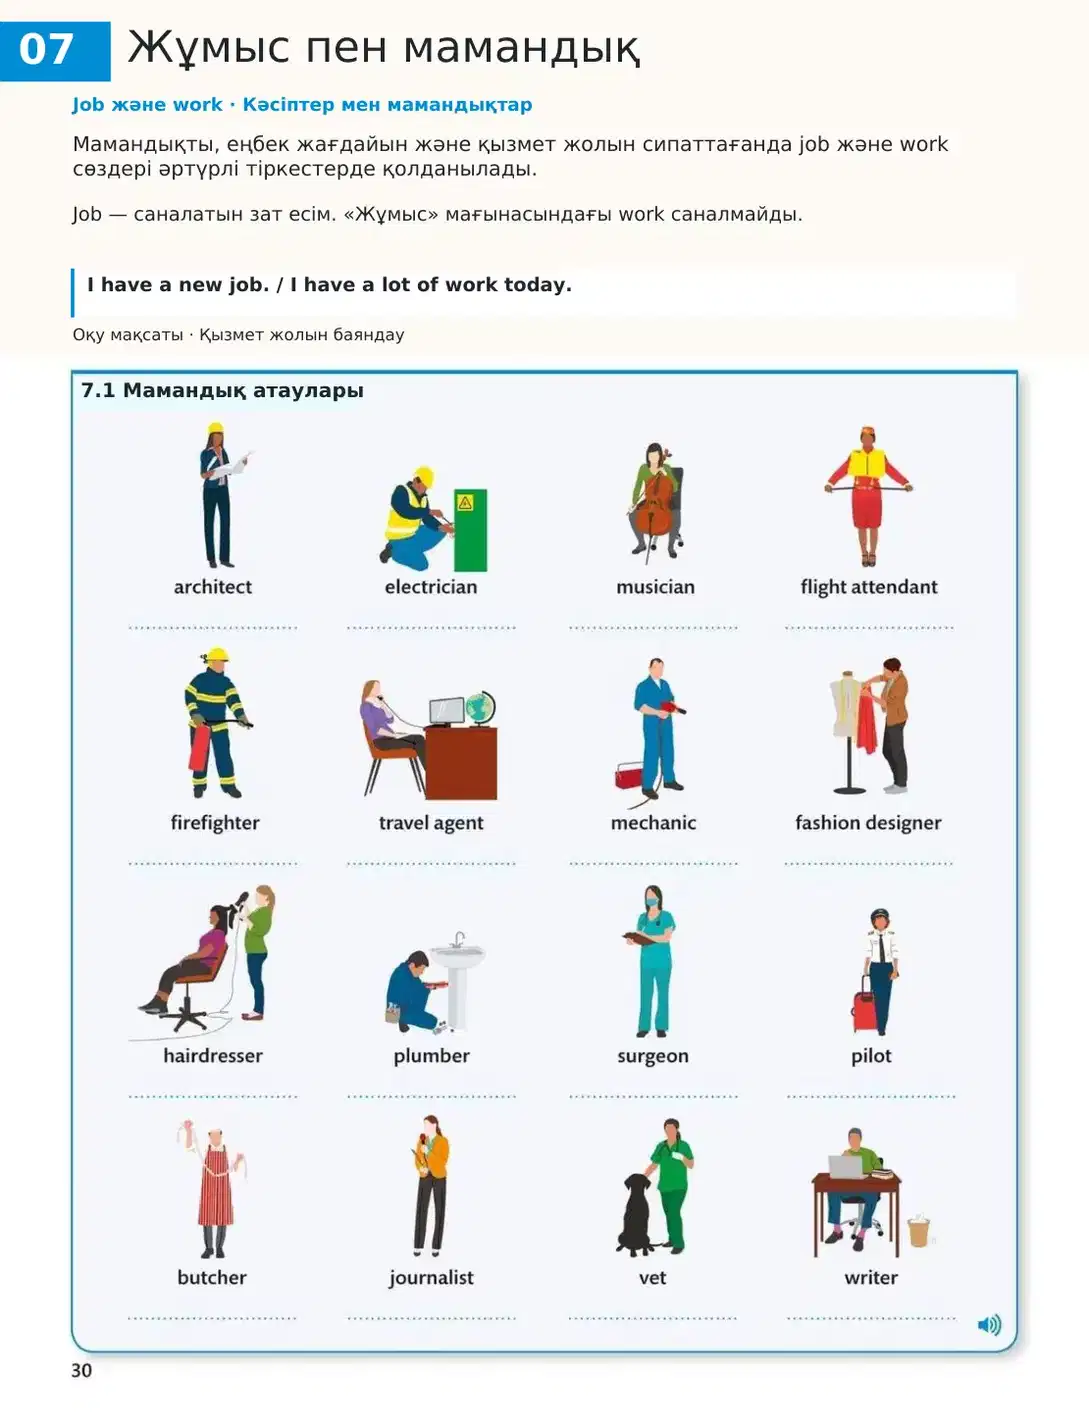 07
Жұмыс пен мамандық
Job және work · Кәсіптер мен мамандықтар
Мамандықты, еңбек жағдайын және қызмет жолын сипаттағанда job және work
сөздері әртүрлі тіркестерде қолданылады.
Job — саналатын зат есім. «Жұмыс» мағынасындағы work саналмайды.
I have a new job. / I have a lot of work today.
Оқу мақсаты · Қызмет жолын баяндау
7.1 Мамандық атаулары
architect electrician musician flight attendant
firefighter travel agent mechanic fashion designer
hairdresser plumber surgeon pilot
butcher journalist vet writer
30